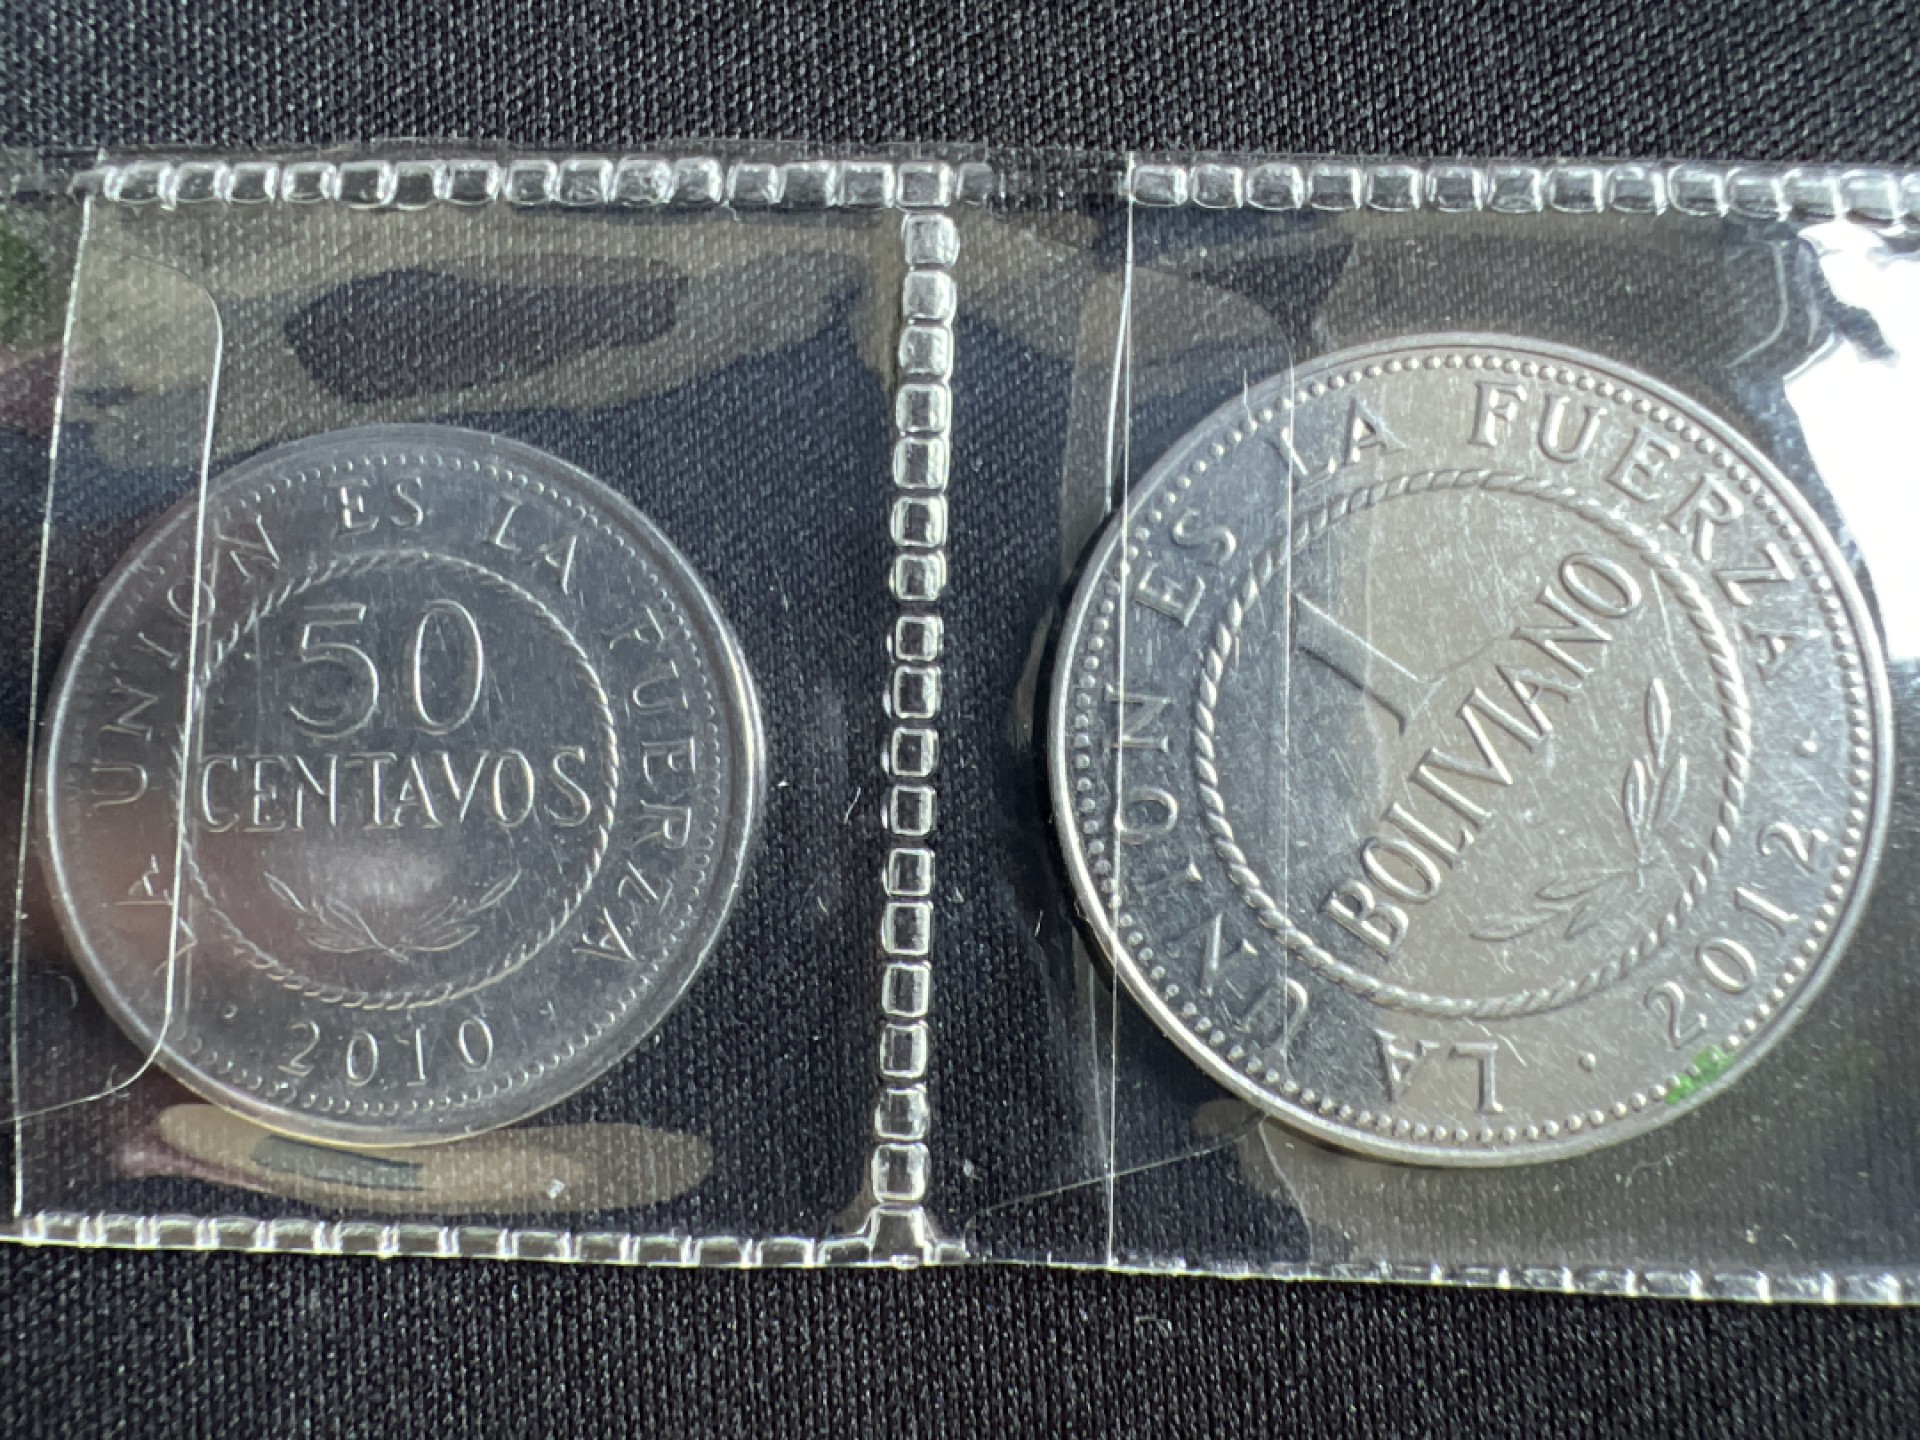 LA UNION ES LA FUERZA
50
CENTAVOS
· 2010 ·
LA UNION ES LA FUERZA
1
BOLIVIANO
· 2012 ·